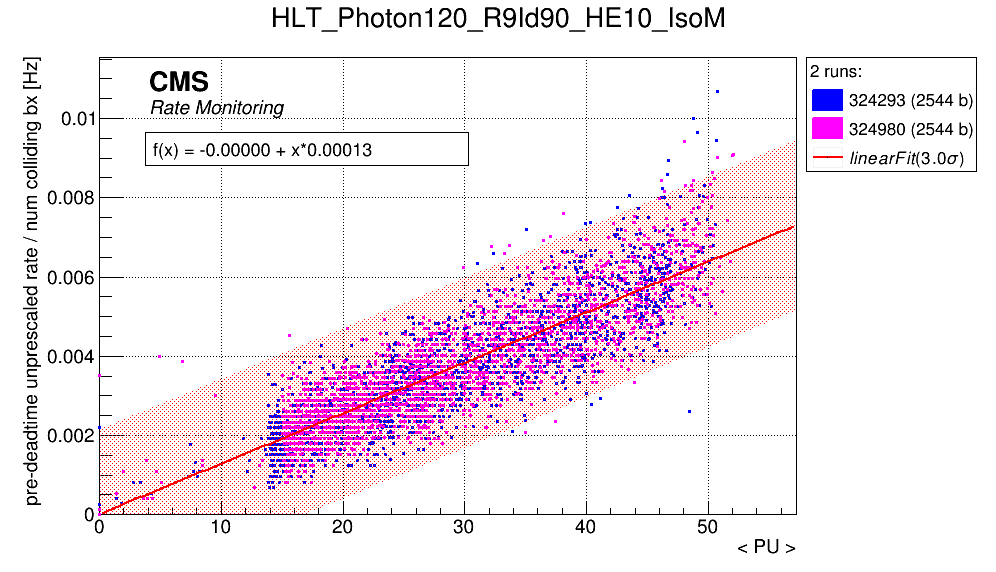 HLT_Photon120_R9Id90_HE10_IsoM
pre-deadtime unprescaled rate / num colliding bx [Hz]
CMS
Rate Monitoring
f(x) = -0.00000 + x*0.00013
0.01
0.008
0.006
0.004
0.002
0
0 10 20 30 40 50
< PU >
2 runs:
324293 (2544 b)
324980 (2544 b)
linearFit(3.0σ)